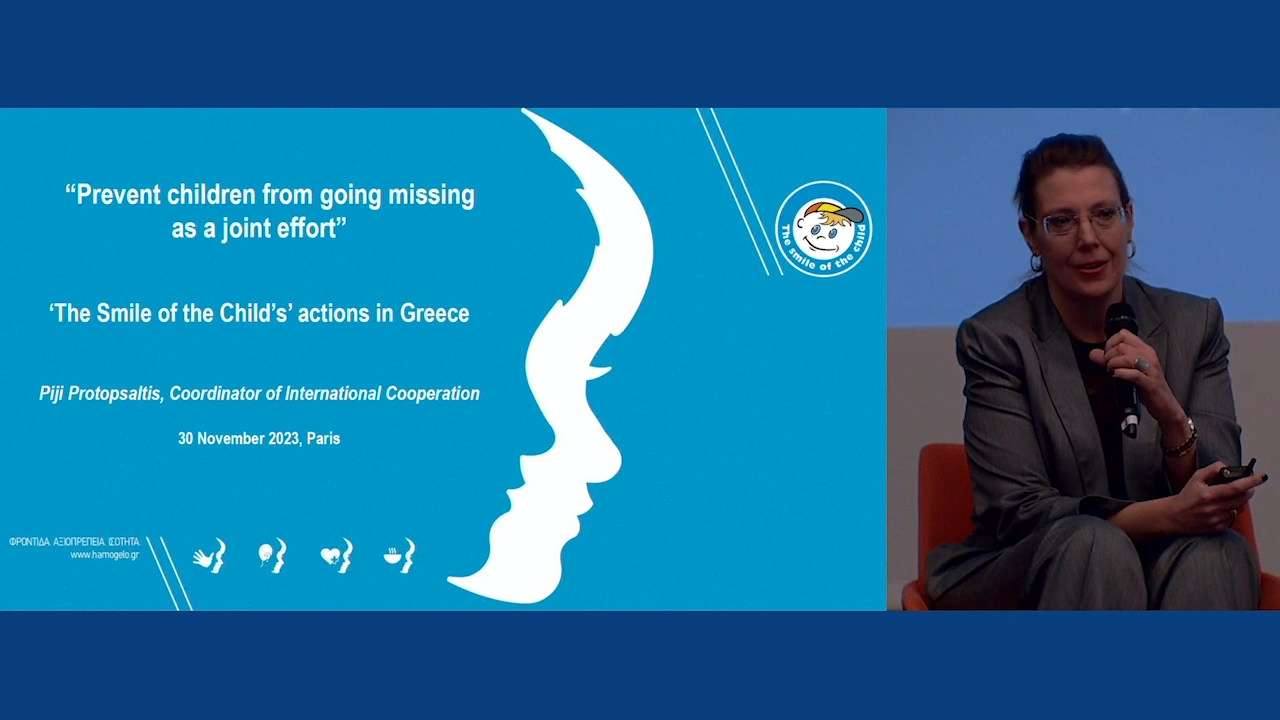 “Prevent children from going missing
as a joint effort”
‘The Smile of the Child’s’ actions in Greece
Piji Protopsaltis, Coordinator of International Cooperation
30 November 2023, Paris
The smile of the child
ΦΡΟΝΤΙΔΑ. ΑΞΙΟΠΡΕΠΕΙΑ. ΙΣΟΤΗΤΑ
www.hamogelo.gr